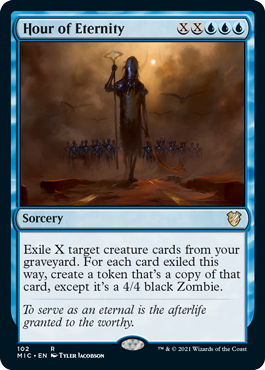 Hour of Eternity XXUUU
Sorcery
Exile X target creature cards from your
graveyard. For each card exiled this
way, create a token that's a copy of that
card, except it's a 4/4 black Zombie.
To serve as an eternal is the afterlife
granted to the worthy.
102 R
MIC • EN TYLER JACOBSON ™ & © 2021 Wizards of the Coast